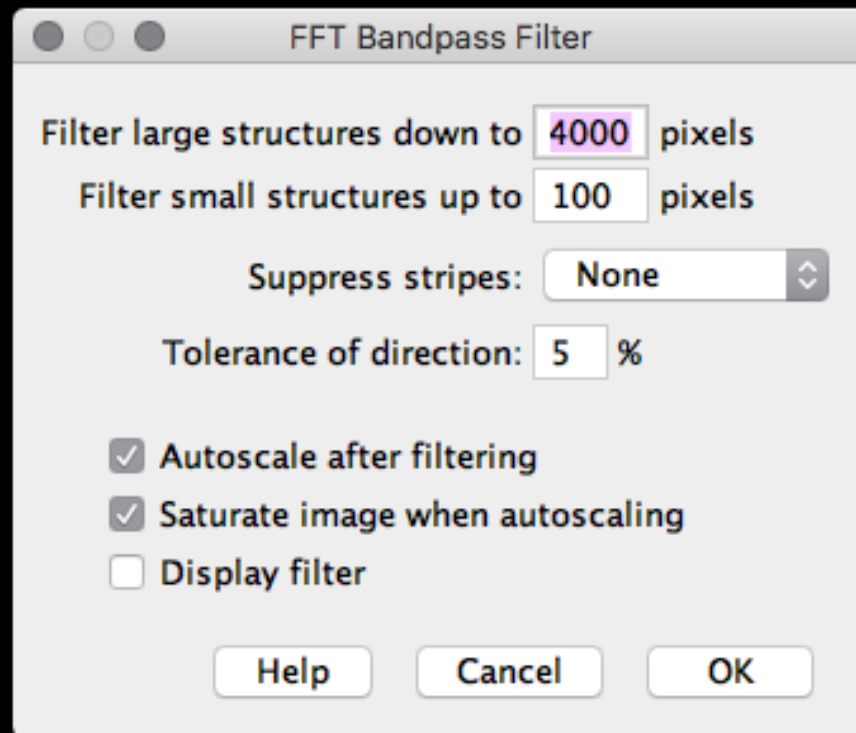 FFT Bandpass Filter
Filter large structures down to 4000 pixels
Filter small structures up to 100 pixels
Suppress stripes: None
Tolerance of direction: 5 %
Autoscale after filtering
Saturate image when autoscaling
Display filter
Help Cancel OK